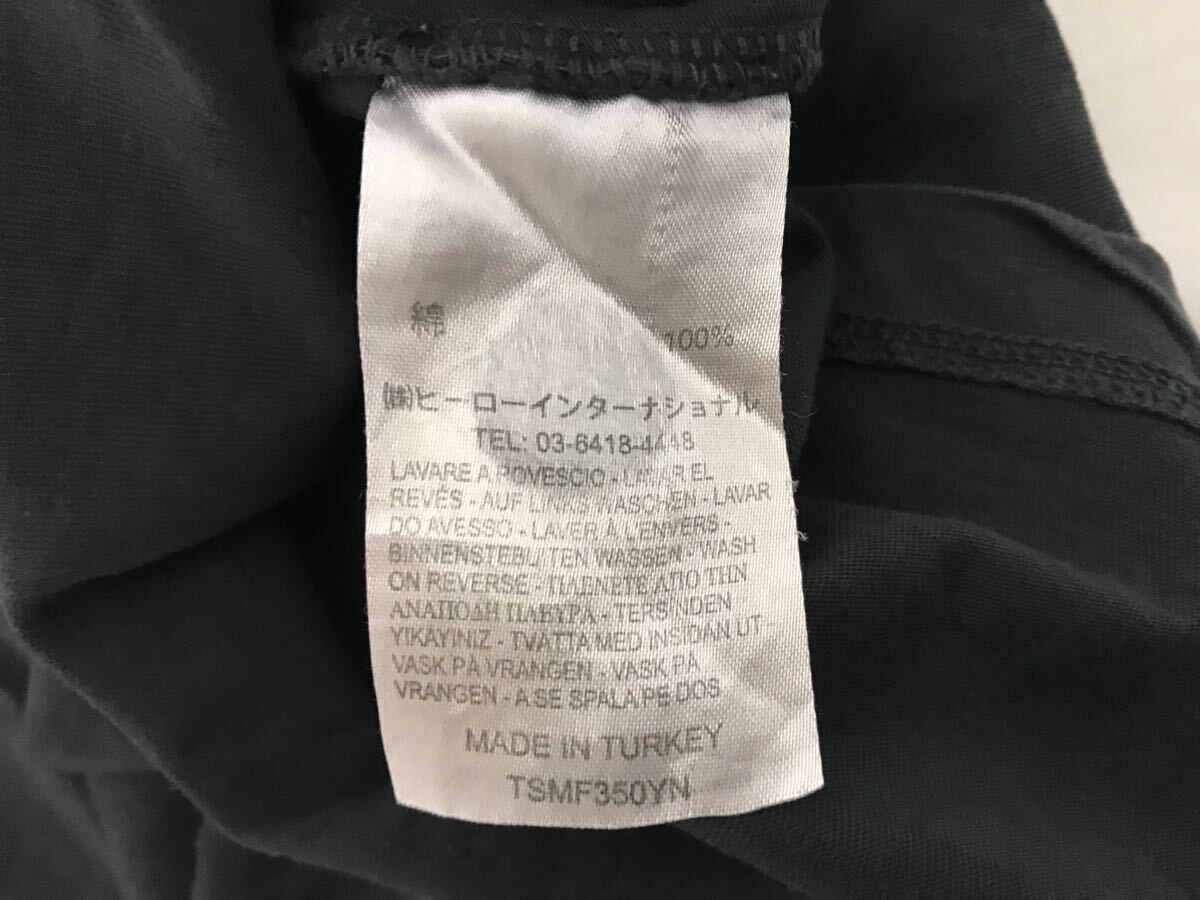 綿 100%
㈱ヒーローインターナショナル
TEL: 03-6418-4448
LAVARE A ROVESCIO - LAVAR EL
REVÉS - AUF LINKS WASCHEN - LAVAR
DO AVESSO - LAVER À L'ENVERS -
BINNENSTEBUITEN WASSEN - WASH
ON REVERSE - ΠΛΕΝΕΤΕ ΑΠΟ ΤΗΝ
ΑΝΑΠΟΔΗ ΠΛΕΥΡΑ - TERSİNDEN
YIKAYINIZ - TVÄTTA MED INSIDAN UT
VASK PÅ VRANGEN - VASK PÅ
VRANGEN - A SE SPALA PE DOS
MADE IN TURKEY
TSMF350YN